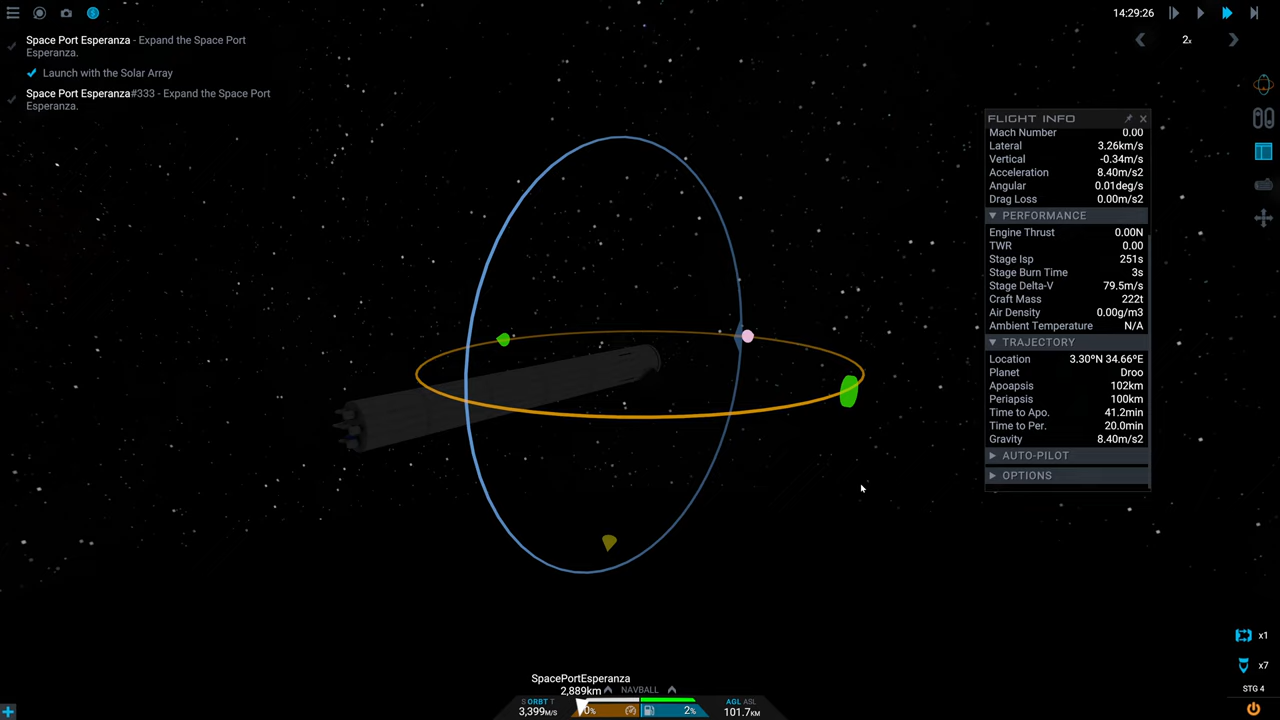 14:29:26
2x
Space Port Esperanza - Expand the Space Port
Esperanza.
Launch with the Solar Array
Space Port Esperanza#333 - Expand the Space Port
Esperanza.
FLIGHT INFO
Mach Number 0.00
Lateral 3.26km/s
Vertical -0.34m/s
Acceleration 8.40m/s2
Angular 0.01deg/s
Drag Loss 0.00m/s2
PERFORMANCE
Engine Thrust 0.00N
TWR 0.00
Stage Isp 251s
Stage Burn Time 3s
Stage Delta-V 79.5m/s
Craft Mass 222t
Air Density 0.00g/m3
Ambient Temperature N/A
TRAJECTORY
Location 3.30°N 34.66°E
Planet Droo
Apoapsis 102km
Periapsis 100km
Time to Apo. 41.2min
Time to Per. 20.0min
Gravity 8.40m/s2
AUTO-PILOT
OPTIONS
x1
x7
STG 4
SpacePortEsperanza
2,889km
NAVBALL
S ORBT T
3,399M/S
0%
2%
AGL ASL
101.7KM